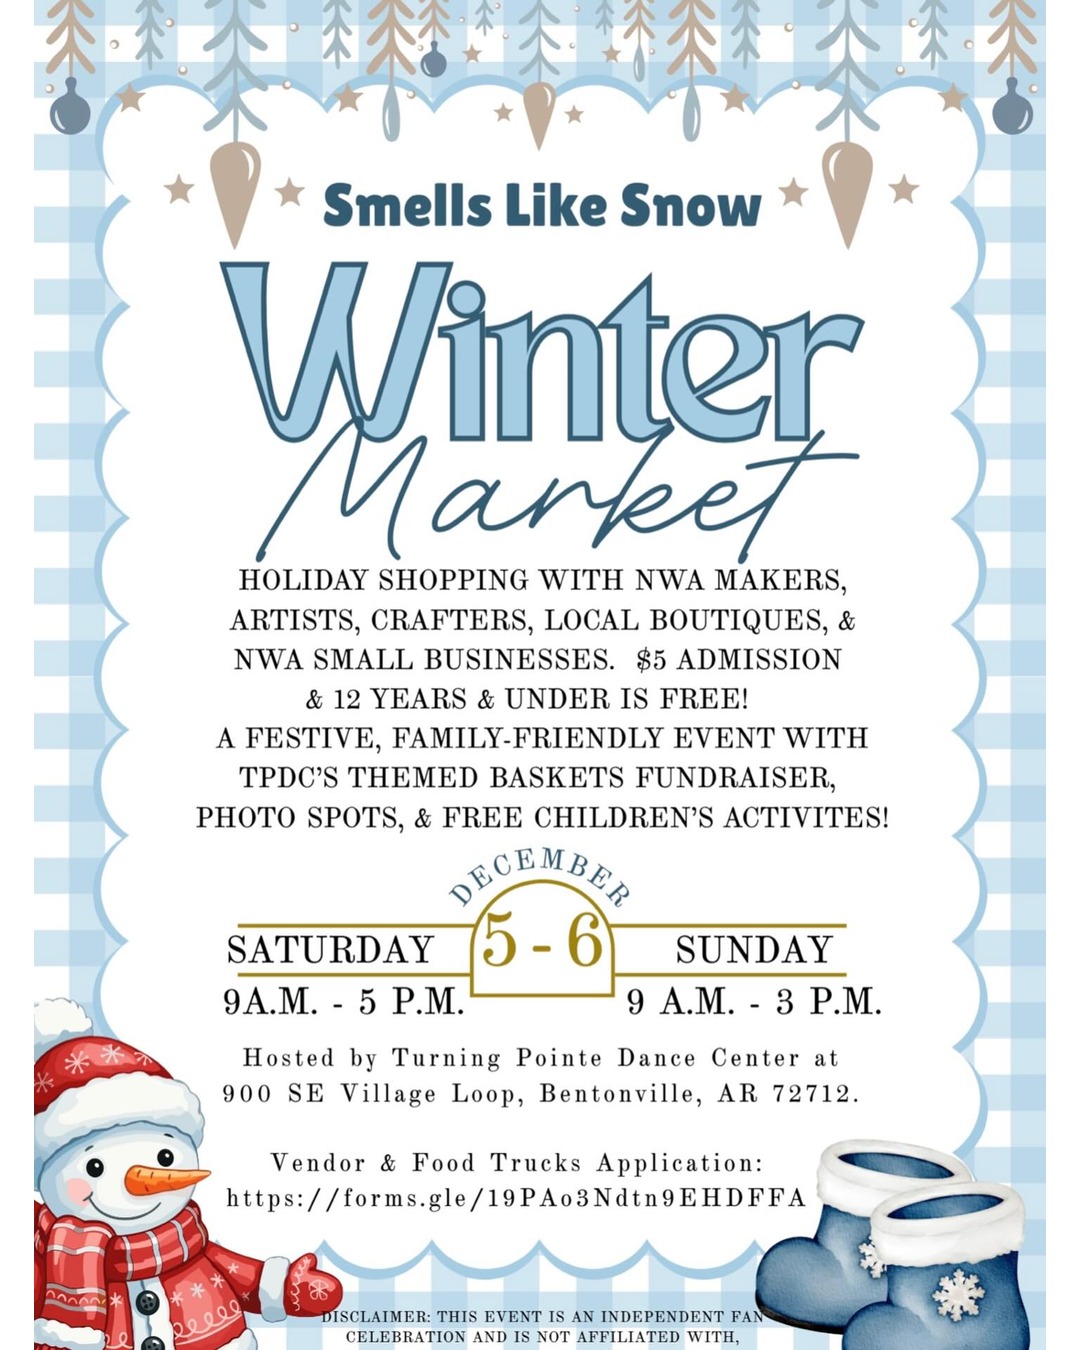 Smells Like Snow
Winter
Market
HOLIDAY SHOPPING WITH NWA MAKERS,
ARTISTS, CRAFTERS, LOCAL BOUTIQUES, &
NWA SMALL BUSINESSES. $5 ADMISSION
& 12 YEARS & UNDER IS FREE!
A FESTIVE, FAMILY-FRIENDLY EVENT WITH
TPDC'S THEMED BASKETS FUNDRAISER,
PHOTO SPOTS, & FREE CHILDREN'S ACTIVITES!
DECEMBER
SATURDAY 5 - 6 SUNDAY
9A.M. - 5 P.M. 9 A.M. - 3 P.M.
Hosted by Turning Pointe Dance Center at
900 SE Village Loop, Bentonville, AR 72712.
Vendor & Food Trucks Application:
https://forms.gle/19PAo3Ndtn9EHDFFA
DISCLAIMER: THIS EVENT IS AN INDEPENDENT FAN
CELEBRATION AND IS NOT AFFILIATED WITH,